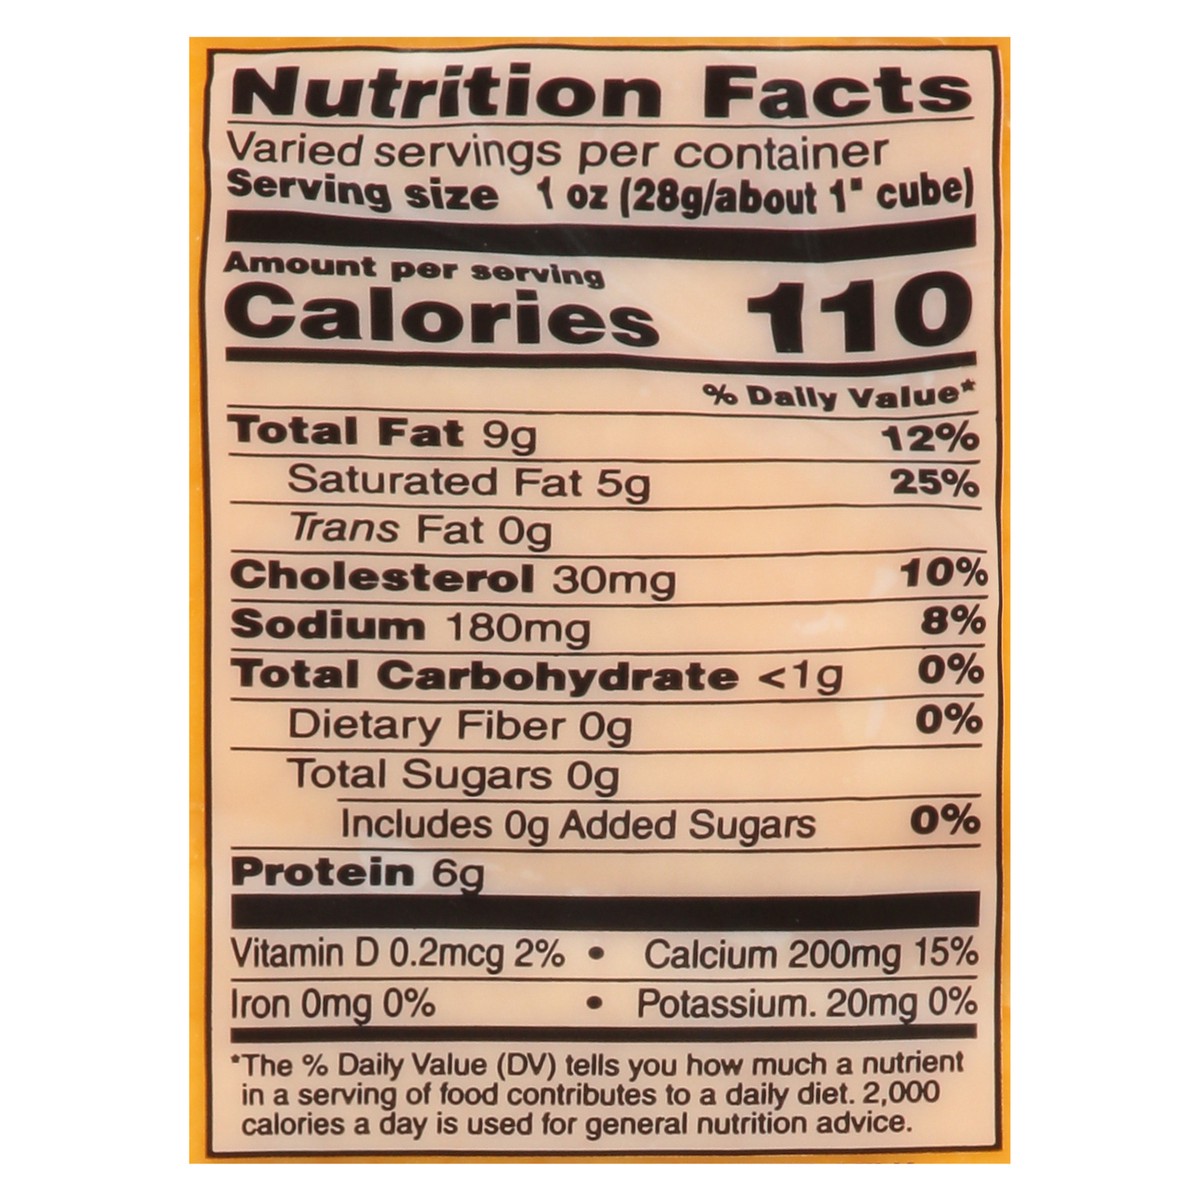 Nutrition Facts
Varied servings per container
Serving size 1 oz (28g/about 1" cube)
Amount per serving
Calories 110
% Daily Value*
Total Fat 9g 12%
Saturated Fat 5g 25%
Trans Fat 0g
Cholesterol 30mg 10%
Sodium 180mg 8%
Total Carbohydrate <1g 0%
Dietary Fiber 0g 0%
Total Sugars 0g
Includes 0g Added Sugars 0%
Protein 6g
Vitamin D 0.2mcg 2% • Calcium 200mg 15%
Iron 0mg 0% • Potassium. 20mg 0%
*The % Daily Value (DV) tells you how much a nutrient
in a serving of food contributes to a daily diet. 2,000
calories a day is used for general nutrition advice.